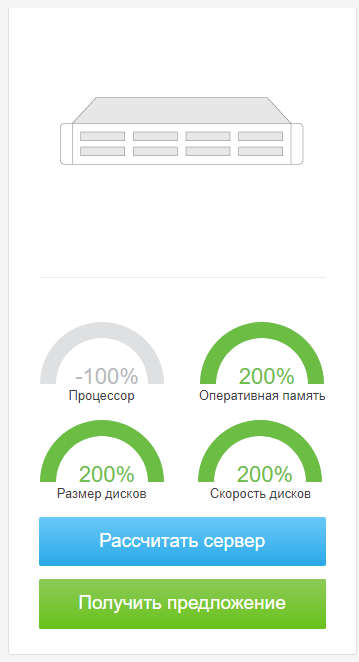 -100%
Процессор
200%
Оперативная память
200%
Размер дисков
200%
Скорость дисков
Рассчитать сервер
Получить предложение